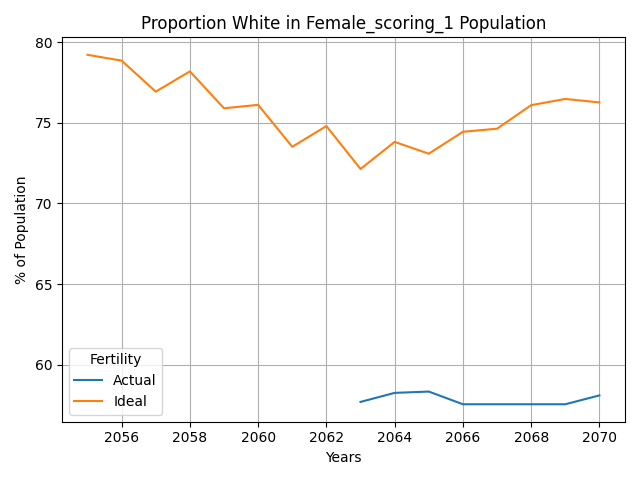 Proportion White in Female_scoring_1 Population
% of Population
80
75
70
65
60
Fertility
Actual
Ideal
2056 2058 2060 2062 2064 2066 2068 2070
Years